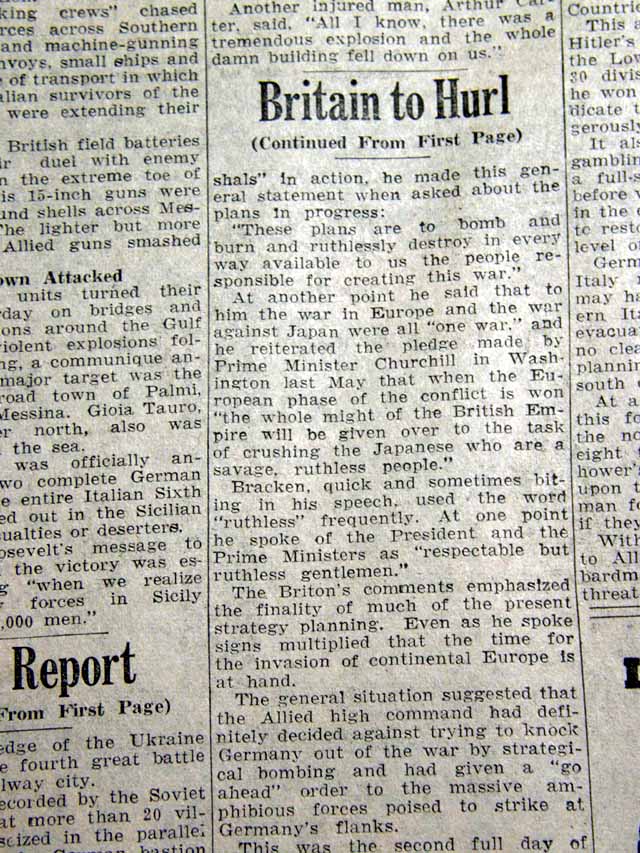 king crews" chased
rces across Southern
and machine-gunning
nvoys, small ships and
e of transport in which
alian survivors of the
were extending their
British field batteries
ir duel with enemy
n the extreme toe of
is 15-inch guns were
und shells across Mes-
The lighter but more
Allied guns smashed
own Attacked
units turned their
day on bridges and
ons around the Gulf
violent explosions fol-
ng, a communique an-
major target was the
road town of Palmi,
Messina. Gioia Tauro,
er north, also was
the sea.
was officially an-
two complete German
e entire Italian Sixth
ed out in the Sicilian
sualties or deserters.
oosevelt's message to
the victory was es-
g "when we realize
forces in Sicily
,000 men."
Report
From First Page)
edge of the Ukraine
e fourth great battle
lway city.
ecorded by the Soviet
at more than 20 vil-
seized in the parallel
German bastion
Another injured man, Arthur Car-
ter, said, "All I know, there was a
tremendous explosion and the whole
damn building fell down on us."
Britain to Hurl
(Continued From First Page)
shals" in action, he made this gen-
eral statement when asked about the
plans in progress:
"These plans are to bomb and
burn and ruthlessly destroy in every
way available to us the people re-
sponsible for creating this war."
At another point he said that to
him the war in Europe and the war
against Japan were all "one war," and
he reiterated the pledge made by
Prime Minister Churchill in Wash-
ington last May that when the Eu-
ropean phase of the conflict is won
"the whole might of the British Em-
pire will be given over to the task
of crushing the Japanese who are a
savage, ruthless people."
Bracken, quick and sometimes bit-
ing in his speech, used the word
"ruthless" frequently. At one point
he spoke of the President and the
Prime Ministers as "respectable but
ruthless gentlemen."
The Briton's comments emphasized
the finality of much of the present
strategy planning. Even as he spoke
signs multiplied that the time for
the invasion of continental Europe is
at hand.
The general situation suggested that
the Allied high command had defi-
nitely decided against trying to knock
Germany out of the war by strategi-
cal bombing and had given a "go
ahead" order to the massive am-
phibious forces poised to strike at
Germany's flanks.
This was the second full day of
Countri
This a
Hitler's
the Low
30 divis
he won
dicate t
gerously
It als
gambling
a full-s
before v
in the
to resto
level of
Germ
Italy
may h
ern Ita
evacua
no clea
plannin
south
At a
this fo
the no
eight
hower'
upon t
man f
if they
With
to All
bardm
threat